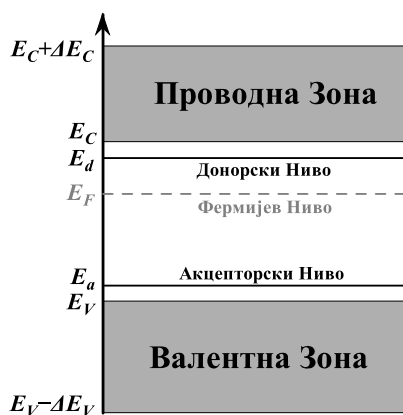 E_C+ΔE_C
Проводна Зона
E_C
E_d
Донорски Ниво
E_F
Фермијев Ниво
Акцепторски Ниво
E_a
E_V
Валентна Зона
E_V−ΔE_V